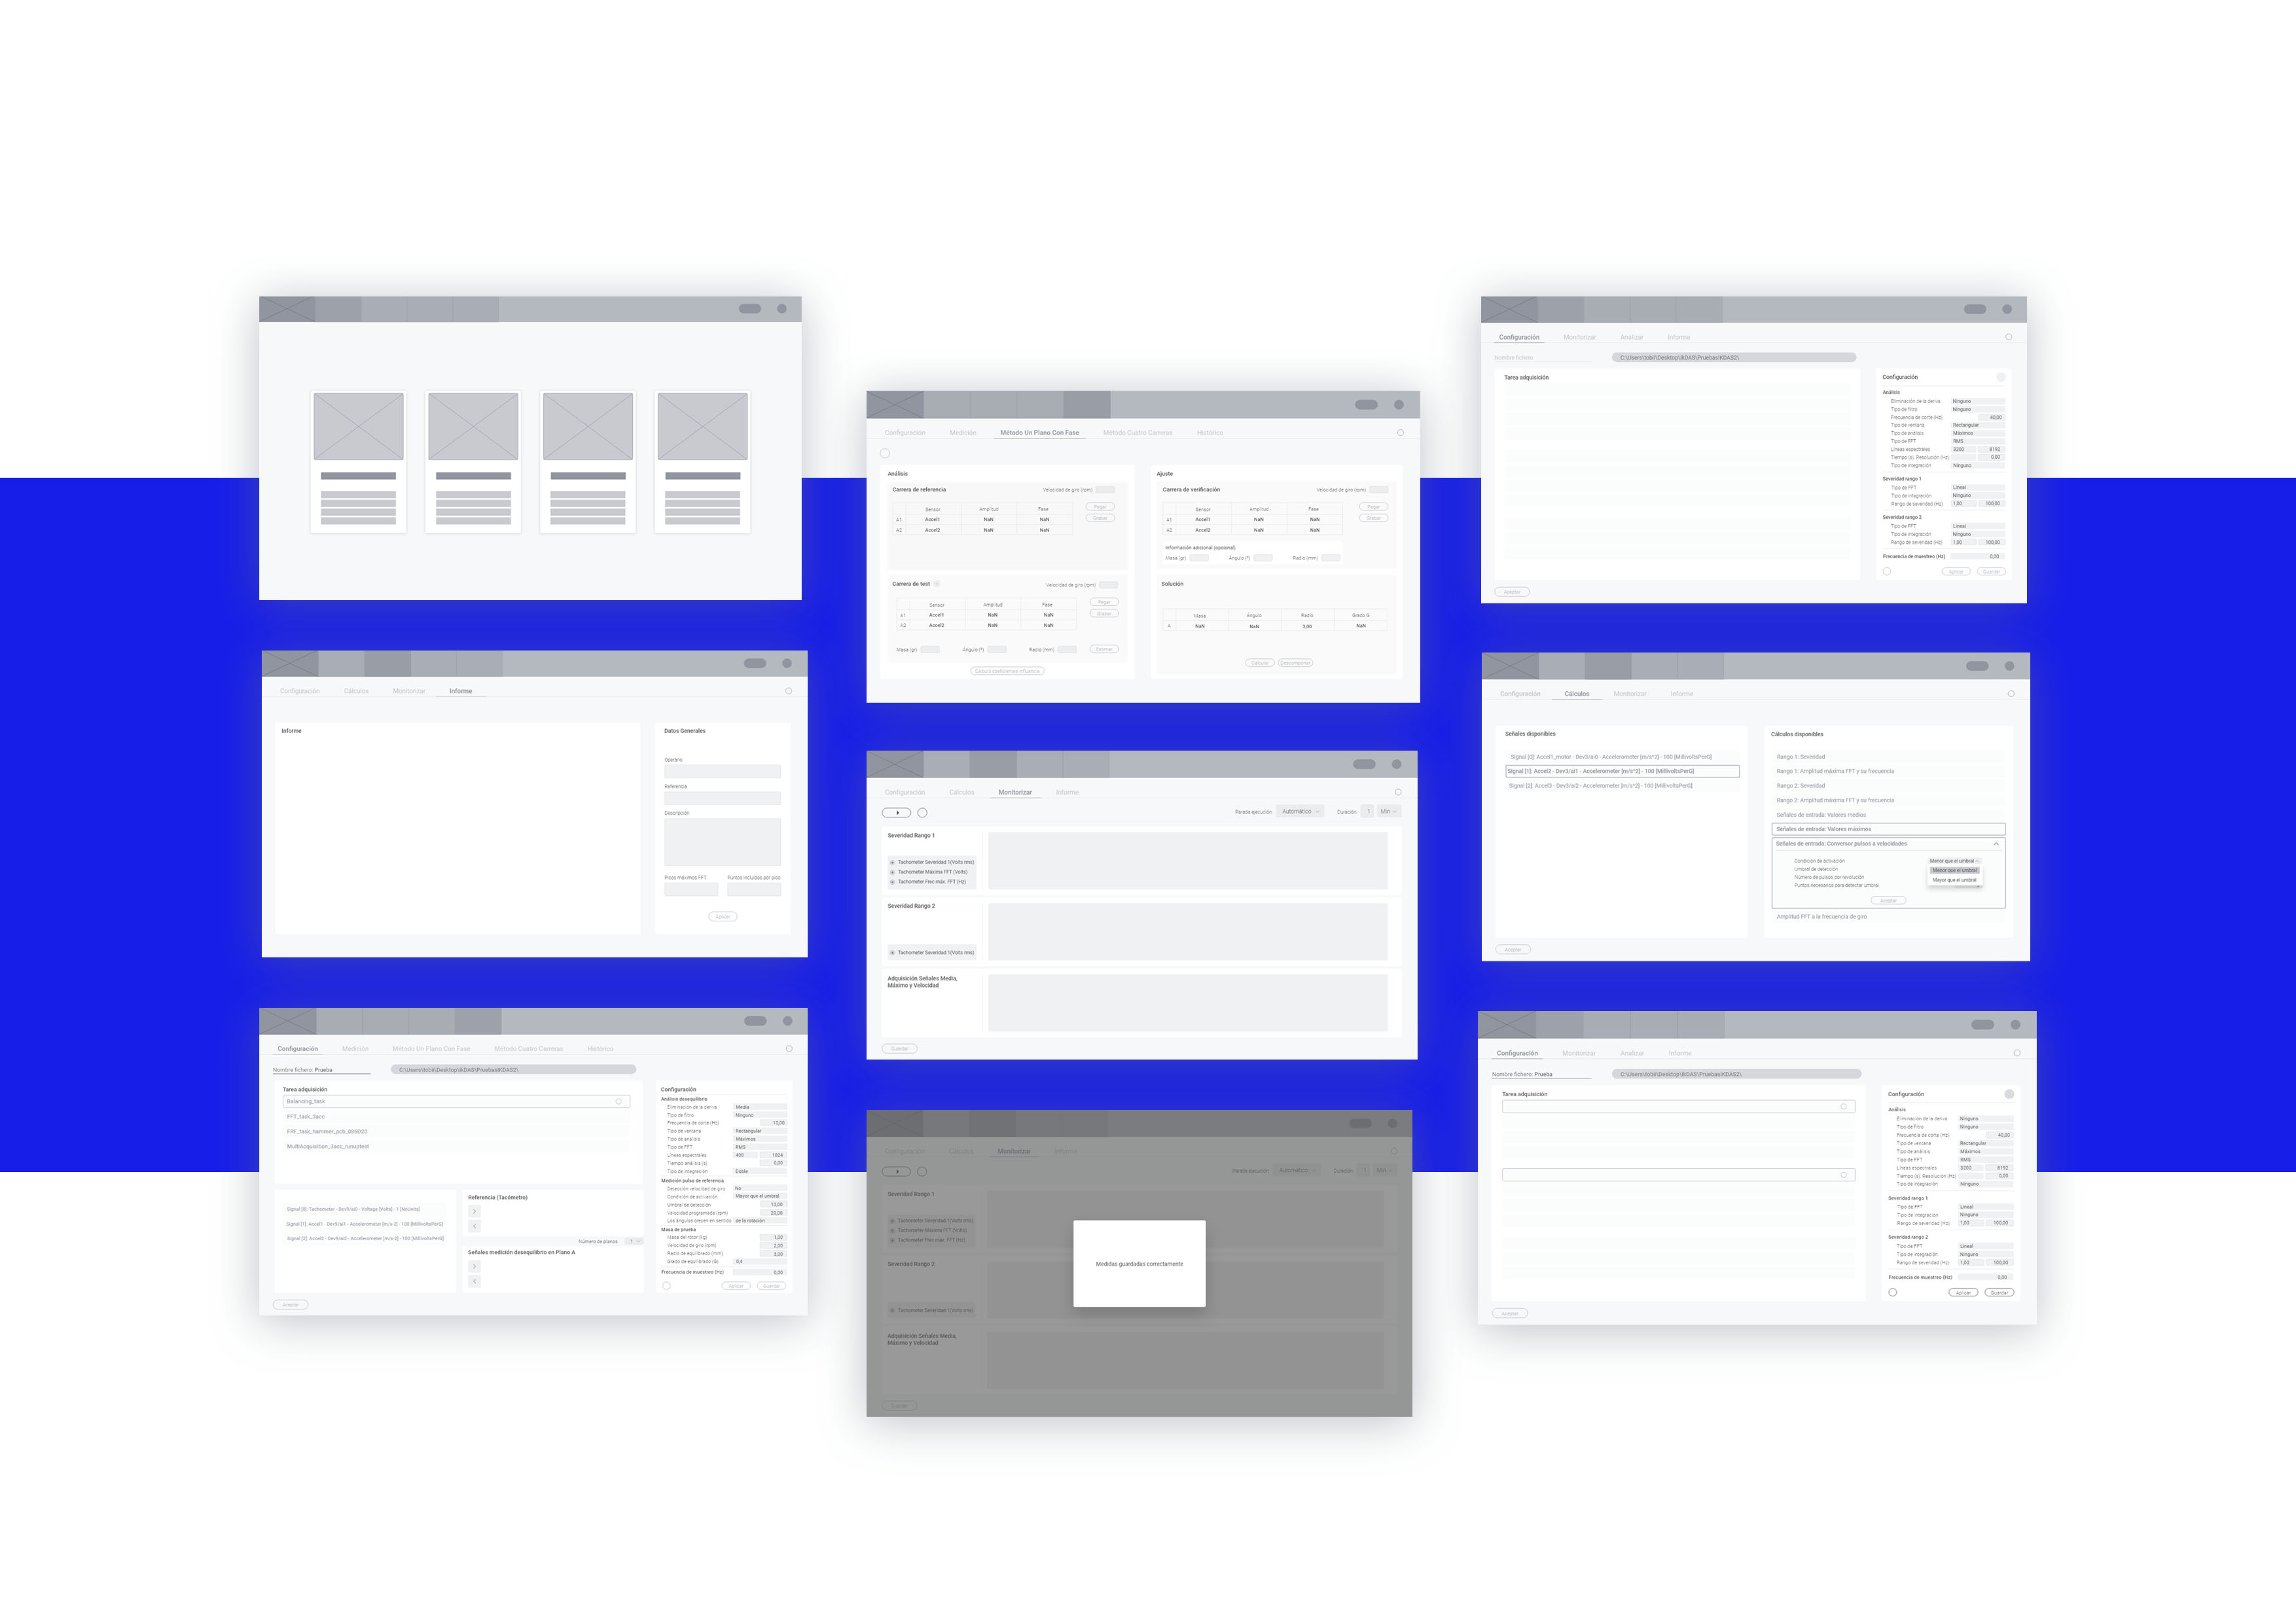 Configuración
Cálculos
Monitorizar
Informe
Informe
Datos Generales
Operario
Referencia
Descripción
Picos máximos FFT
Puntos incluidos por pico
Aplicar
Configuración
Medición
Método Un Plano Con Fase
Método Cuatro Carreras
Histórico
Nombre fichero: Prueba
C:\Users\tobii\Desktop\IKDAS\Pruebas\KDAS2\
Tarea adquisición
Balancing_task
FFT_task_3acc
FRF_task_hammer_pcb_086D20
MultiAcquisition_3acc_runuptest
Signal [0]: Tachometer - Dev3/ai0 - Voltage [Volts] - 1 [NoUnits]
Signal [1]: Accel1 - Dev3/ai1 - Accelerometer [m/s-2] - 100 [MillivoltsPerG]
Signal [2]: Accel2 - Dev3/ai2 - Accelerometer [m/s-2] - 100 [MillivoltsPerG]
Referencia (Tacómetro)
>
<
Número de planos 1
Señales medición desequilibrio en Plano A
>
<
Configuración
Análisis desequilibrio
Eliminación de la deriva Media
Tipo de filtro Ninguno
Frecuencia de corte (Hz) 10,00
Tipo de ventana Rectangular
Tipo de análisis Máximos
Tipo de FFT RMS
Líneas espectrales 400 1024
Tiempo análisis (s) 0,00
Tipo de integración Doble
Medición pulso de referencia
Detección velocidad de giro No
Condición de activación Mayor que el umbral
Umbral de detección 10,00
Velocidad programada (rpm) 20,00
Los ángulos crecen en sentido de la rotación
Masa de prueba
Masa del rotor (kg) 1,00
Velocidad de giro (rpm) 2,00
Radio de equilibrado (mm) 3,00
Grado de equilibrado (G) 0,4
Frecuencia de muestreo (Hz) 0,00
Aplicar
Guardar
Aceptar
Configuración
Medición
Método Un Plano Con Fase
Método Cuatro Carreras
Histórico
Análisis
Carrera de referencia
Velocidad de giro (rpm)
Sensor Amplitud Fase
A1 Accel1 NaN NaN
A2 Accel2 NaN NaN
Pegar
Grabar
Carrera de test
Velocidad de giro (rpm)
Sensor Amplitud Fase
A1 Accel1 NaN NaN
A2 Accel2 NaN NaN
Pegar
Grabar
Masa (gr)
Ángulo (º)
Radio (mm)
Estimar
Cálculo coeficientes influencia
Ajuste
Carrera de verificación
Velocidad de giro (rpm)
Sensor Amplitud Fase
A1 Accel1 NaN NaN
A2 Accel2 NaN NaN
Pegar
Grabar
Información adicional (opcional)
Masa (gr)
Ángulo (º)
Radio (mm)
Solución
Masa Ángulo Radio Grado G
A NaN NaN 3,00 NaN
Calcular
Descomponer
Configuración
Cálculos
Monitorizar
Informe
Parada ejecución Automático
Duración 1 Min
Severidad Rango 1
Tachometer Severidad 1(Volts rms)
Tachometer Máxima FFT (Volts)
Tachometer Frec.máx. FFT (Hz)
Severidad Rango 2
Tachometer Severidad 1(Volts rms)
Adquisición Señales Media,
Máximo y Velocidad
Guardar
Configuración
Cálculos
Monitorizar
Informe
Parada ejecución Automático
Duración 1 Min
Severidad Rango 1
Tachometer Severidad 1(Volts rms)
Tachometer Máxima FFT (Volts)
Tachometer Frec.máx. FFT (Hz)
Severidad Rango 2
Tachometer Severidad 1(Volts rms)
Adquisición Señales Media,
Máximo y Velocidad
Medidas guardadas correctamente
Guardar
Configuración
Monitorizar
Analizar
Informe
Nombre fichero
C:\Users\tobii\Desktop\IKDAS\Pruebas\KDAS2\
Tarea adquisición
Configuración
Análisis
Eliminación de la deriva Ninguno
Tipo de filtro Ninguno
Frecuencia de corte (Hz) 40,00
Tipo de ventana Rectangular
Tipo de análisis Máximos
Tipo de FFT RMS
Líneas espectrales 3200 8192
Tiempo (s) Resolución (Hz) 0,00
Tipo de integración Ninguno
Severidad rango 1
Tipo de FFT Lineal
Tipo de integración Ninguno
Rango de severidad (Hz) 1,00 100,00
Severidad rango 2
Tipo de FFT Lineal
Tipo de integración Ninguno
Rango de severidad (Hz) 1,00 100,00
Frecuencia de muestreo (Hz) 0,00
Aplicar
Guardar
Aceptar
Configuración
Cálculos
Monitorizar
Informe
Señales disponibles
Signal [0]: Accel1_motor - Dev3/ai0 - Accelerometer [m/s^2] - 100 [MillivoltsPerG]
Signal [1]: Accel2 - Dev3/ai1 - Accelerometer [m/s^2] - 100 [MillivoltsPerG]
Signal [2]: Accel3 - Dev3/ai2 - Accelerometer [m/s^2] - 100 [MillivoltsPerG]
Cálculos disponibles
Rango 1: Severidad
Rango 1: Amplitud máxima FFT y su frecuencia
Rango 2: Severidad
Rango 2: Amplitud máxima FFT y su frecuencia
Señales de entrada: Valores medios
Señales de entrada: Valores máximos
Señales de entrada: Conversor pulsos a velocidades
Condición de activación Menor que el umbral
Umbral de detección Menor que el umbral
Número de pulsos por revolución Mayor que el umbral
Puntos necesarios para detectar umbral
Aceptar
Amplitud FFT a la frecuencia de giro
Aceptar
Configuración
Monitorizar
Analizar
Informe
Nombre fichero: Prueba
C:\Users\tobii\Desktop\IKDAS\Pruebas\KDAS2\
Tarea adquisición
Configuración
Análisis
Eliminación de la deriva Ninguno
Tipo de filtro Ninguno
Frecuencia de corte (Hz) 40,00
Tipo de ventana Rectangular
Tipo de análisis Máximos
Tipo de FFT RMS
Líneas espectrales 3200 8192
Tiempo (s) Resolución (Hz) 0,00
Tipo de integración Ninguno
Severidad rango 1
Tipo de FFT Lineal
Tipo de integración Ninguno
Rango de severidad (Hz) 1,00 100,00
Severidad rango 2
Tipo de FFT Lineal
Tipo de integración Ninguno
Rango de severidad (Hz) 1,00 100,00
Frecuencia de muestreo (Hz) 0,00
Aplicar
Guardar
Aceptar